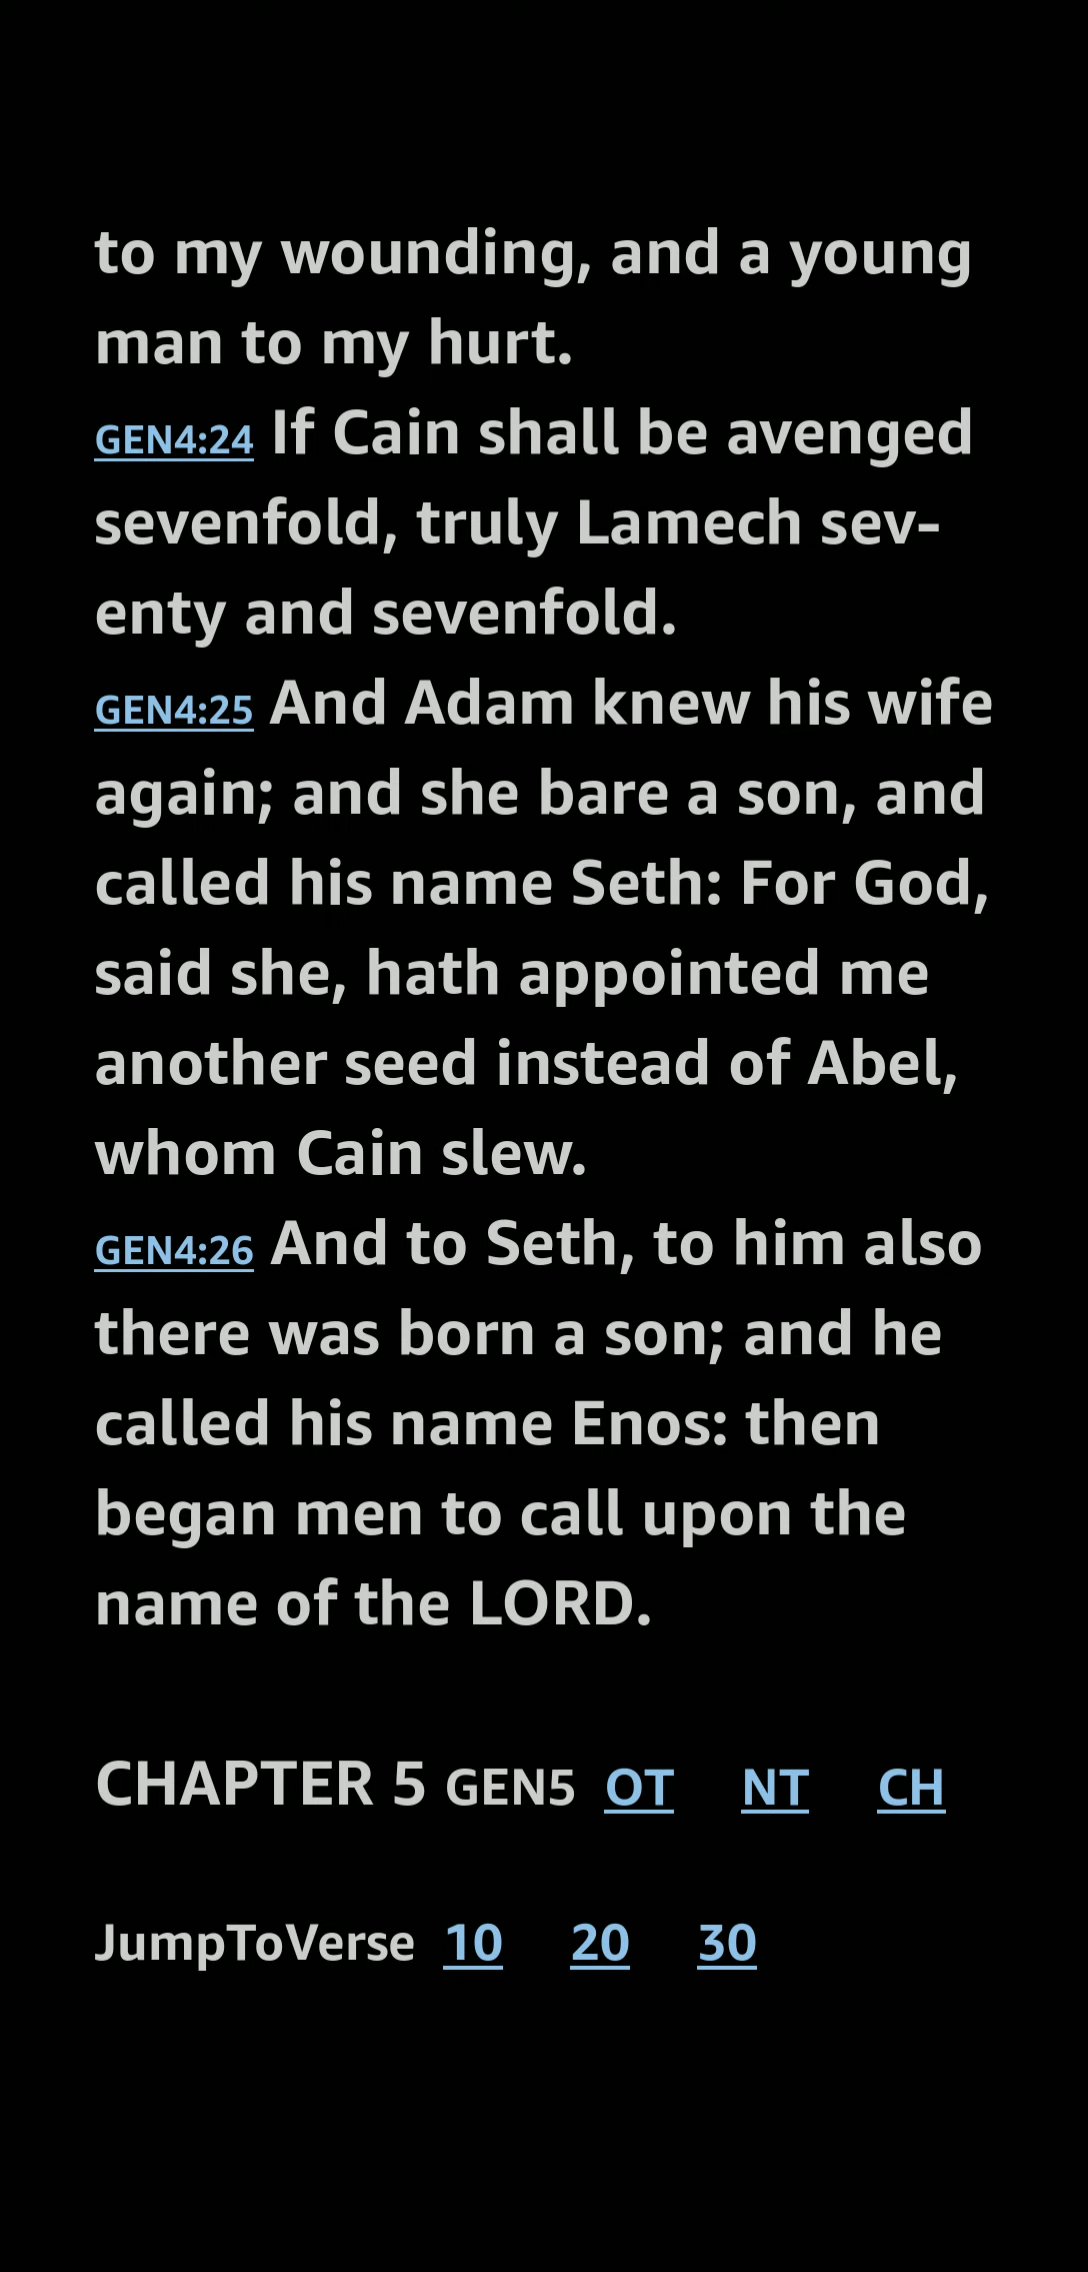 to my wounding, and a young
man to my hurt.
GEN4:24 If Cain shall be avenged
sevenfold, truly Lamech sev-
enty and sevenfold.
GEN4:25 And Adam knew his wife
again; and she bare a son, and
called his name Seth: For God,
said she, hath appointed me
another seed instead of Abel,
whom Cain slew.
GEN4:26 And to Seth, to him also
there was born a son; and he
called his name Enos: then
began men to call upon the
name of the LORD.
CHAPTER 5 GEN5 OT NT CH
JumpToVerse 10 20 30